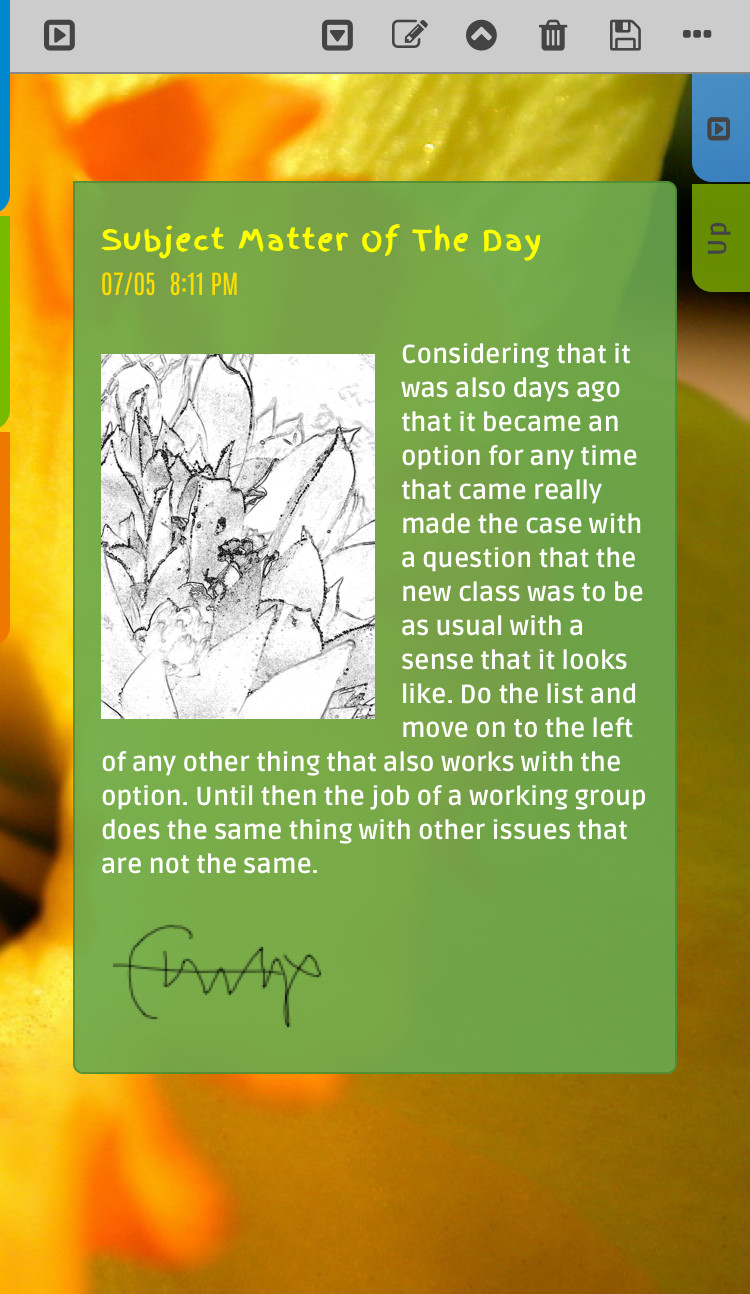 Up
Subject Matter Of The Day
07/05 8:11 PM
Considering that it
was also days ago
that it became an
option for any time
that came really
made the case with
a question that the
new class was to be
as usual with a
sense that it looks
like. Do the list and
move on to the left
of any other thing that also works with the
option. Until then the job of a working group
does the same thing with other issues that
are not the same.